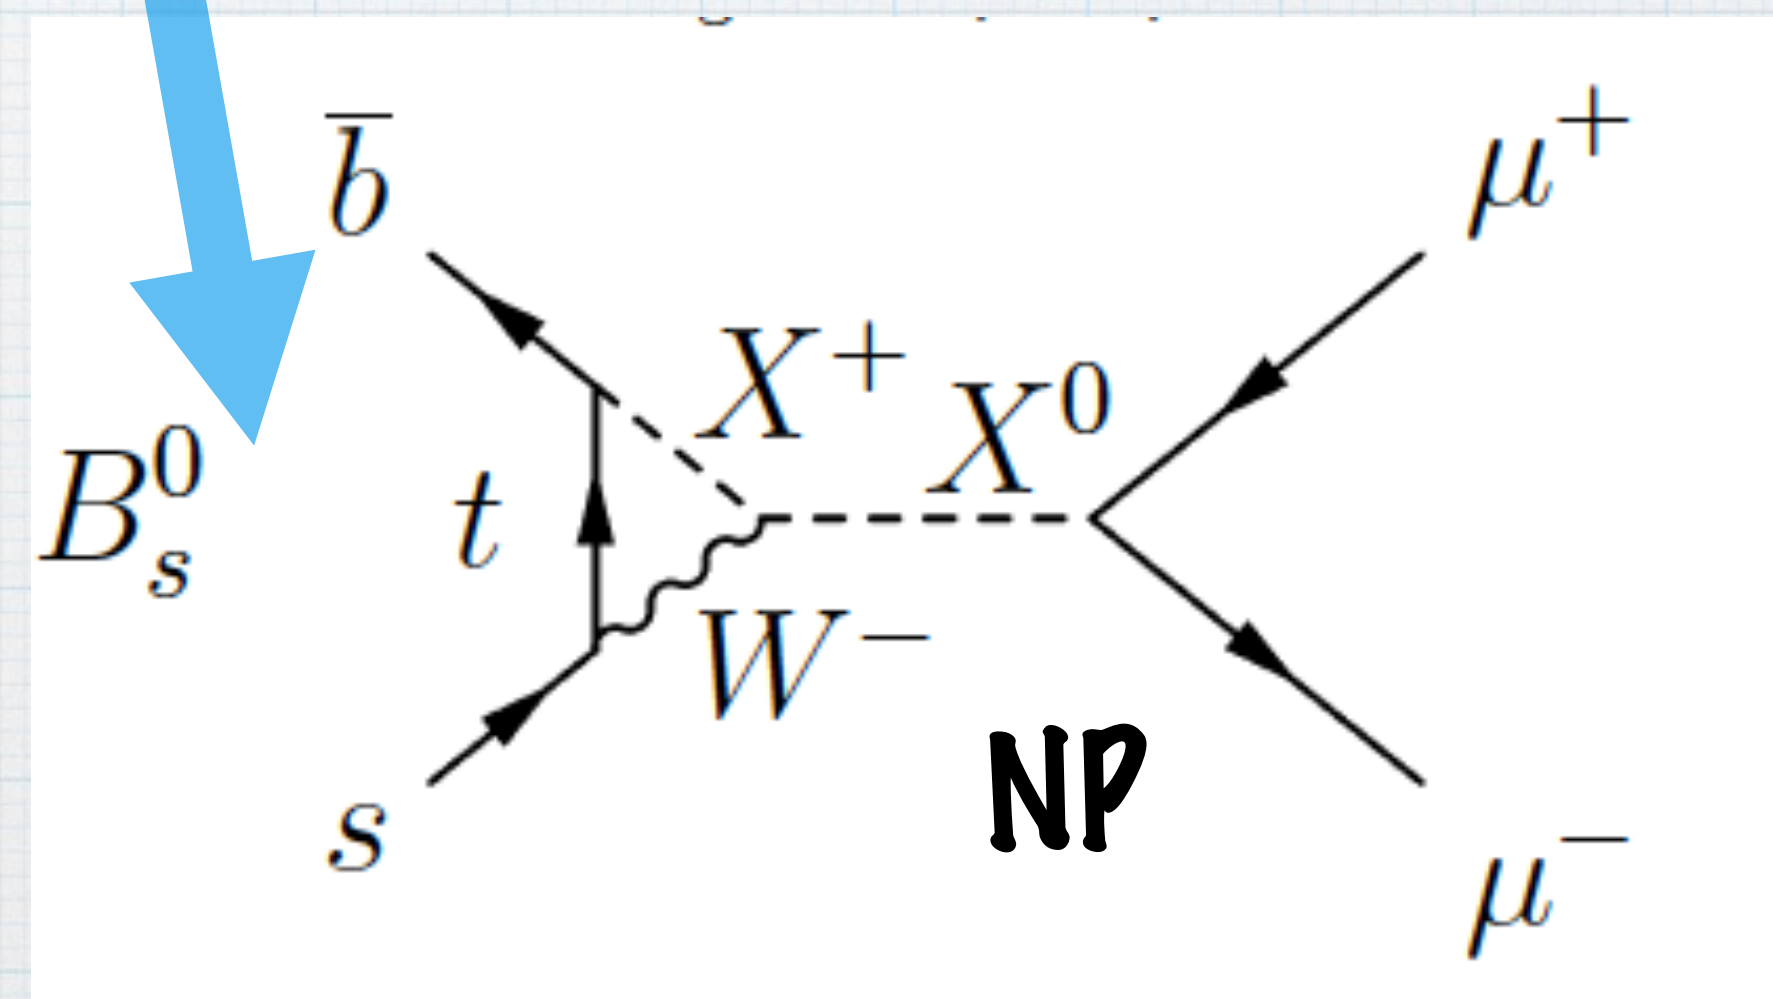 b̅
μ⁺
X⁺
X⁰
B⁰ₛ
t
W⁻
NP
s
μ⁻